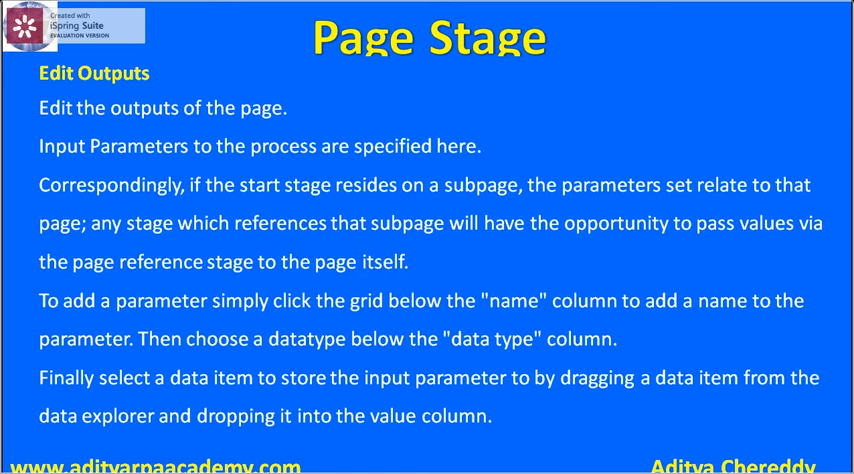 Created with
iSpring Suite
EVALUATION VERSION
Page Stage
Edit Outputs
Edit the outputs of the page.
Input Parameters to the process are specified here.
Correspondingly, if the start stage resides on a subpage, the parameters set relate to that
page; any stage which references that subpage will have the opportunity to pass values via
the page reference stage to the page itself.
To add a parameter simply click the grid below the "name" column to add a name to the
parameter. Then choose a datatype below the "data type" column.
Finally select a data item to store the input parameter to by dragging a data item from the
data explorer and dropping it into the value column.
www.adityarpaacademy.com
Aditya Chereddy